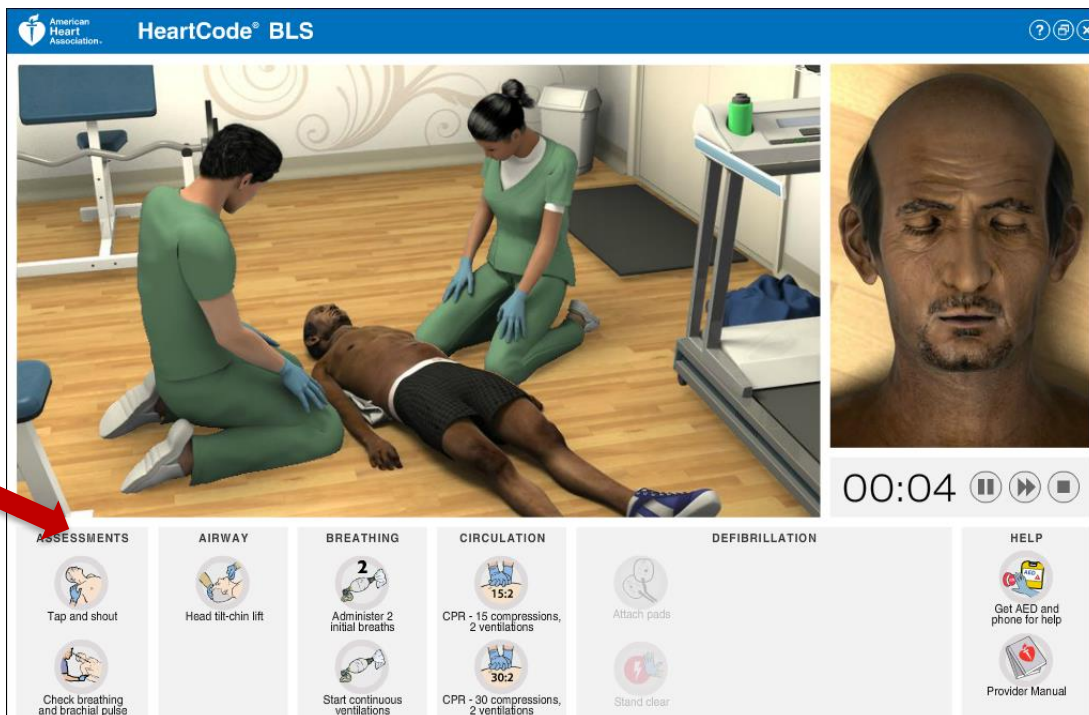 American
Heart
Association.
HeartCode® BLS
?
00:04
ASSESSMENTS
Tap and shout
Check breathing
and brachial pulse
AIRWAY
Head tilt-chin lift
BREATHING
2
Administer 2
initial breaths
Start continuous
ventilations
CIRCULATION
15:2
CPR - 15 compressions,
2 ventilations
30:2
CPR - 30 compressions,
2 ventilations
DEFIBRILLATION
Attach pads
Stand clear
HELP
AED
Get AED and
phone for help
Provider Manual